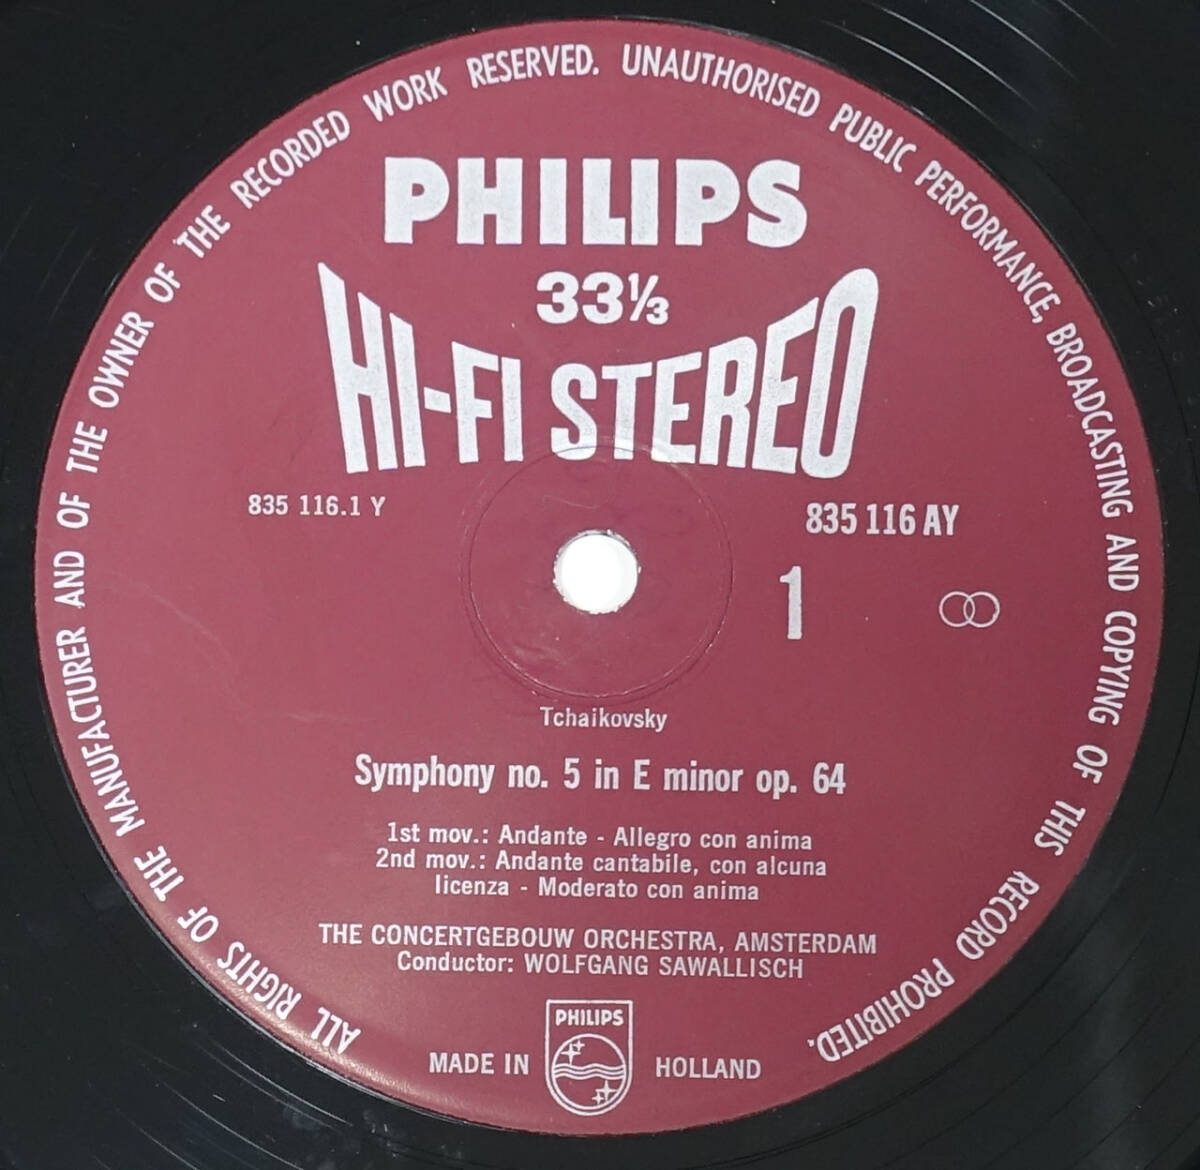 ALL RIGHTS OF THE MANUFACTURER AND OF THE OWNER OF THE RECORDED WORK RESERVED. UNAUTHORISED PUBLIC PERFORMANCE, BROADCASTING AND COPYING OF THIS RECORD PROHIBITED.
PHILIPS
33⅓
HI-FI STEREO
835 116.1 Y
835 116 AY
1
Tchaikovsky
Symphony no. 5 in E minor op. 64
1st mov.: Andante - Allegro con anima
2nd mov.: Andante cantabile, con alcuna
licenza - Moderato con anima
THE CONCERTGEBOUW ORCHESTRA, AMSTERDAM
Conductor: WOLFGANG SAWALLISCH
PHILIPS
MADE IN HOLLAND